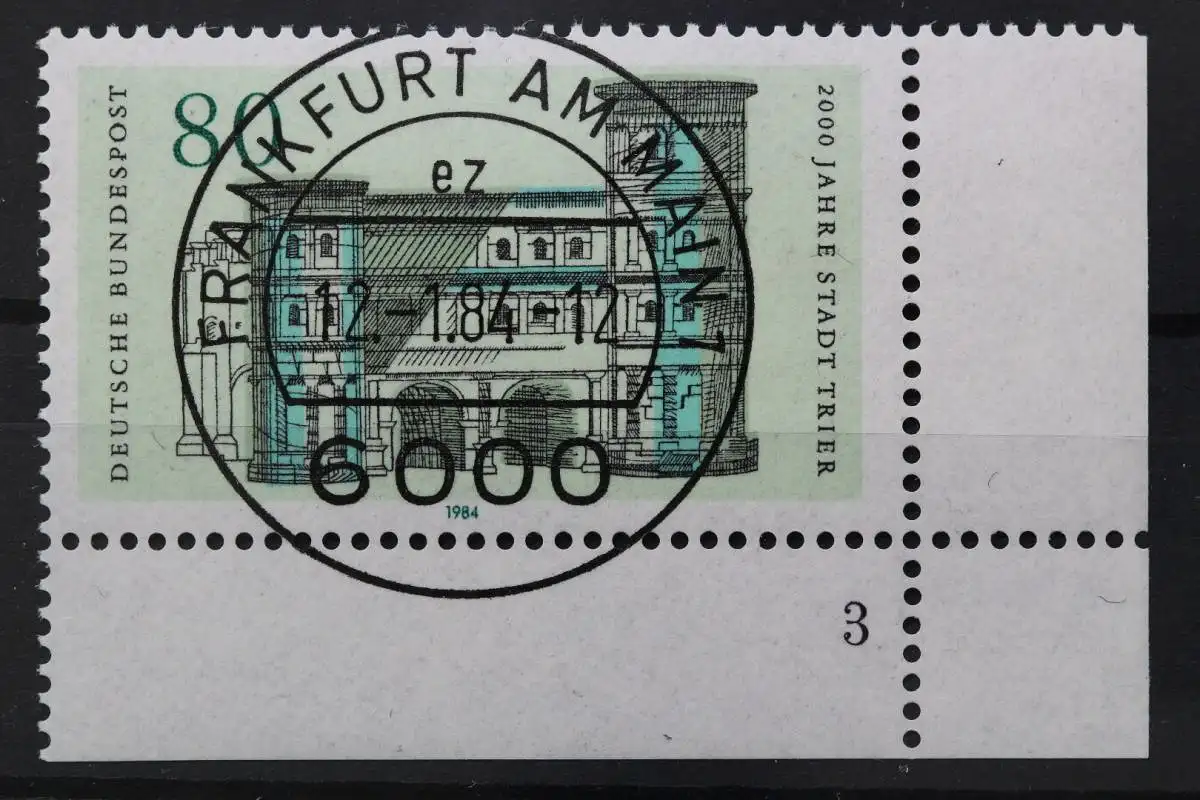 80
DEUTSCHE BUNDESPOST
2000 JAHRE STADT TRIER
1984
FRANKFURT AM MAIN 1
ez
12.-1.84-12
6000
3